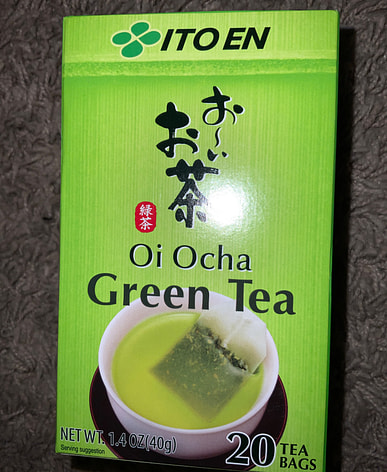 ITO EN
お〜い
お茶
緑茶
Oi Ocha
Green Tea
NET WT. 1.4 OZ(40g)
Serving suggestion
20 TEA BAGS